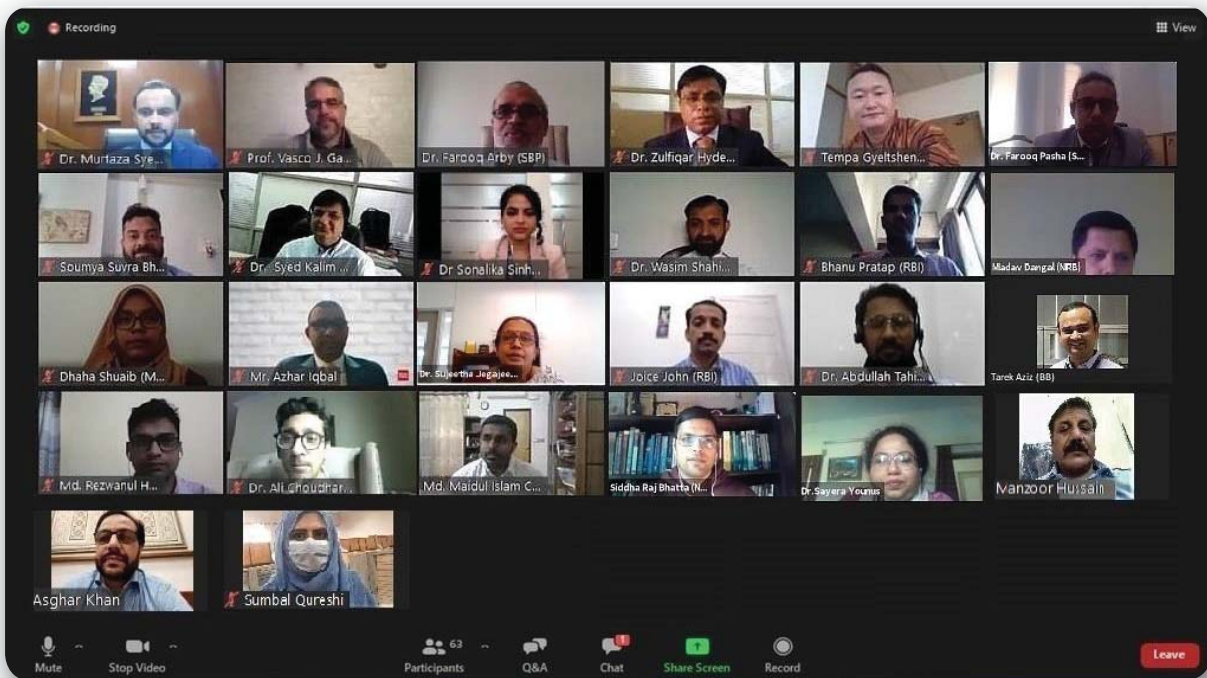 Recording
View
Dr. Murtaza Sye...
Prof. Vasco J. Ga...
Dr. Farooq Arby (SBP)
Dr. Zulfiqar Hyde...
Tempa Gyeltshen...
Dr. Farooq Pasha (S...
Soumya Suvra Bh...
Dr. Syed Kalim ...
Dr Sonalika Sinh...
Dr. Wasim Shahi...
Bhanu Pratap (RBI)
Madav Dangal (NRB)
Dhaha Shuaib (M...
Mr. Azhar Iqbal
Dr. Sujeetha Jegajee...
Joice John (RBI)
Dr. Abdullah Tahi...
Tarek Aziz (BB)
Md. Rezwanul H...
Dr. Ali Choudhar...
Md. Maidul Islam C...
Siddha Raj Bhatta (N...
Dr.Sayera Younus
Manzoor Hussain
Asghar Khan
Sumbal Qureshi
Mute
Stop Video
63
Participants
Q&A
1
Chat
Share Screen
Record
Leave